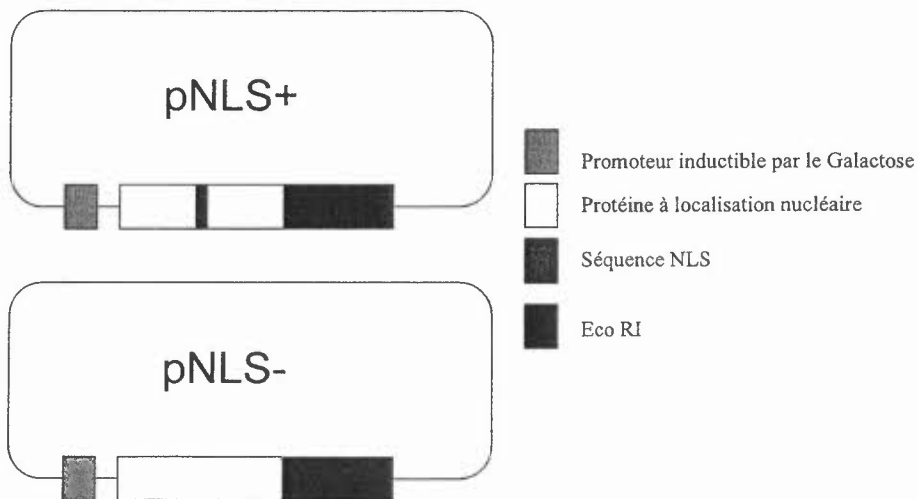 pNLS+
Promoteur inductible par le Galactose
Protéine à localisation nucléaire
Séquence NLS
Eco RI
pNLS-